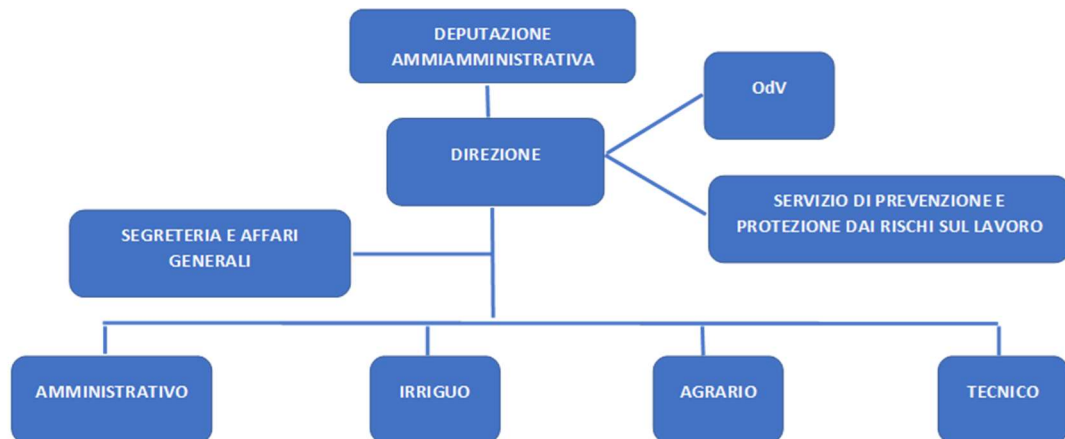 DEPUTAZIONE
AMMIAMMINISTRATIVA
OdV
DIREZIONE
SERVIZIO DI PREVENZIONE E
PROTEZIONE DAI RISCHI SUL LAVORO
SEGRETERIA E AFFARI
GENERALI
AMMINISTRATIVO
IRRIGUO
AGRARIO
TECNICO